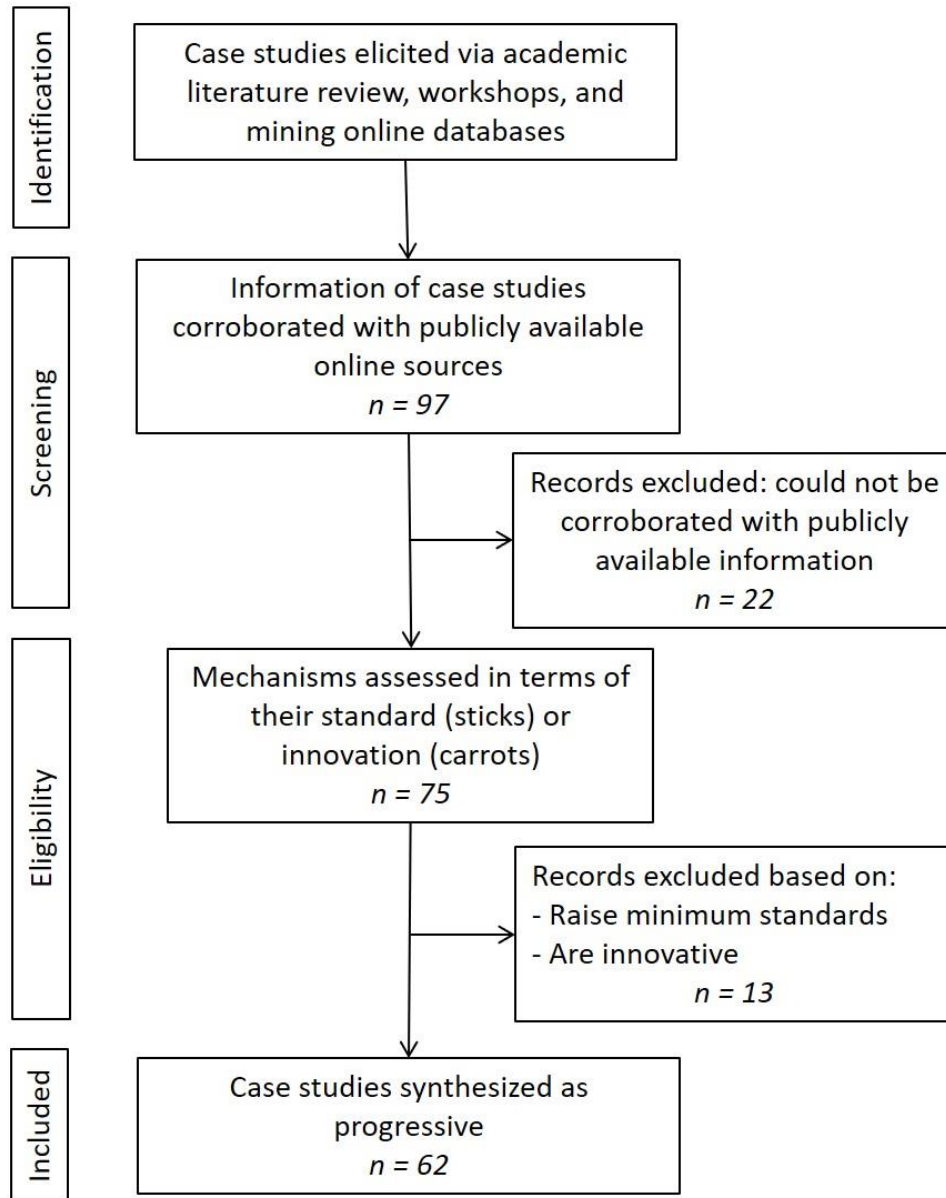 Identification
Case studies elicited via academic
literature review, workshops, and
mining online databases
Screening
Information of case studies
corroborated with publicly available
online sources
n = 97
Records excluded: could not be
corroborated with publicly
available information
n = 22
Eligibility
Mechanisms assessed in terms of
their standard (sticks) or
innovation (carrots)
n = 75
Records excluded based on:
- Raise minimum standards
- Are innovative
n = 13
Included
Case studies synthesized as
progressive
n = 62